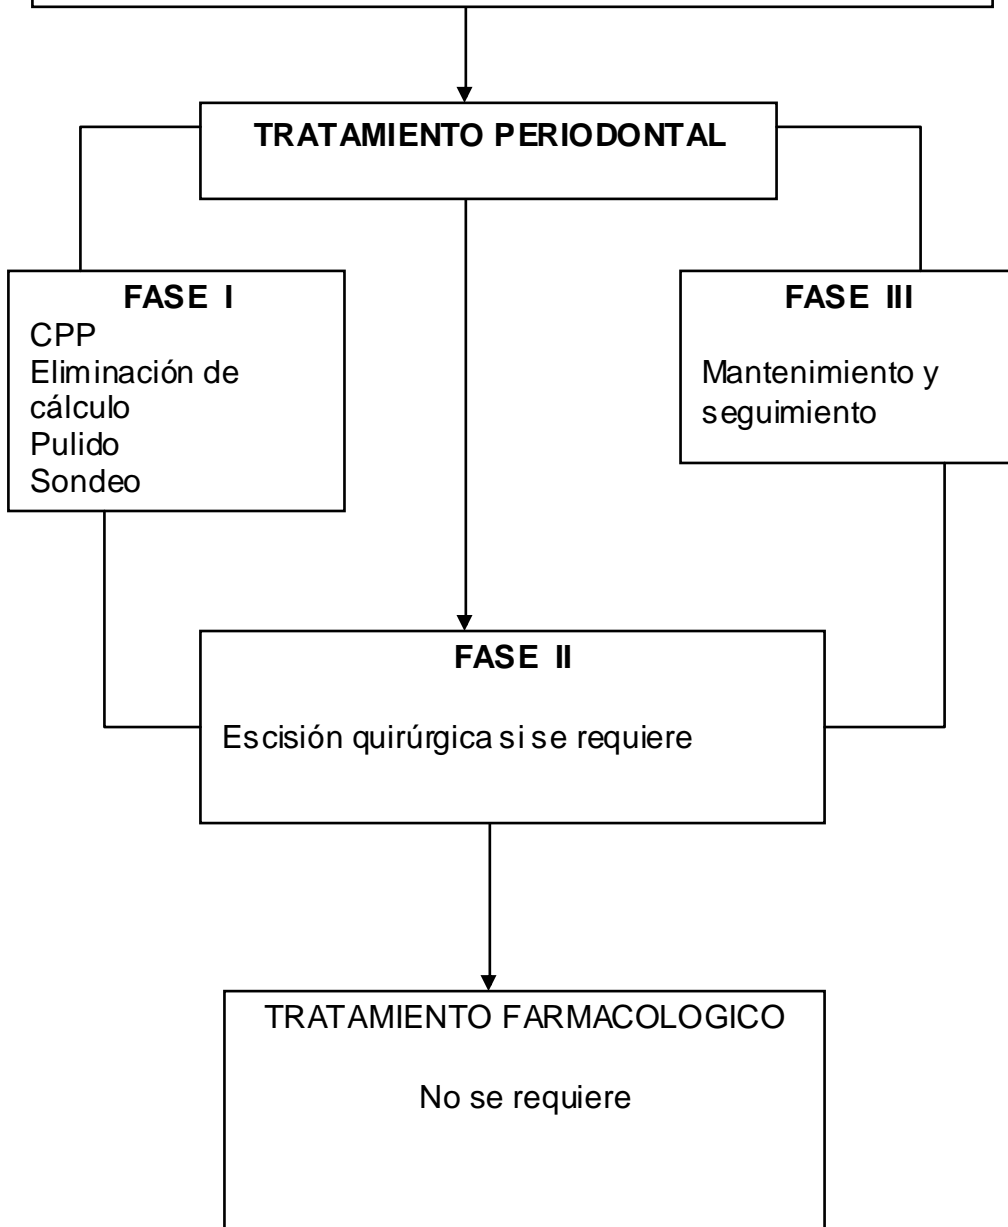 TRATAMIENTO PERIODONTAL
FASE I
CPP
Eliminación de
cálculo
Pulido
Sondeo
FASE III
Mantenimiento y
seguimiento
FASE II
Escisión quirúrgica si se requiere
TRATAMIENTO FARMACOLOGICO
No se requiere